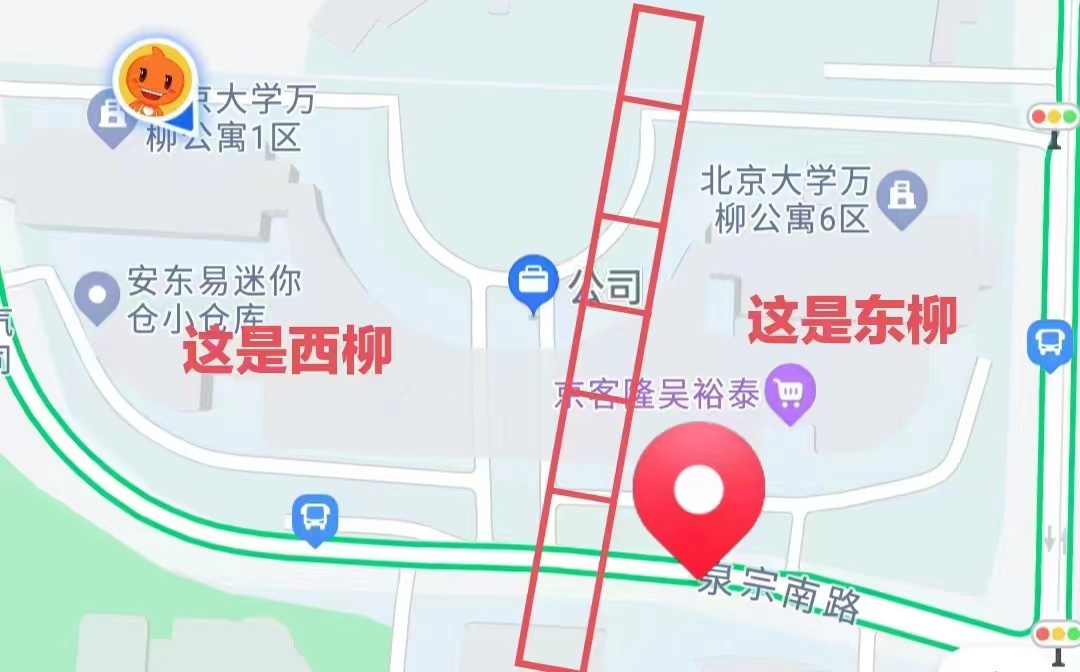 京大学万
柳公寓1区
北京大学万
柳公寓6区
安东易迷你
仓小仓库
公司
这是西柳
这是东柳
京客隆吴裕泰
泉宗南路
司